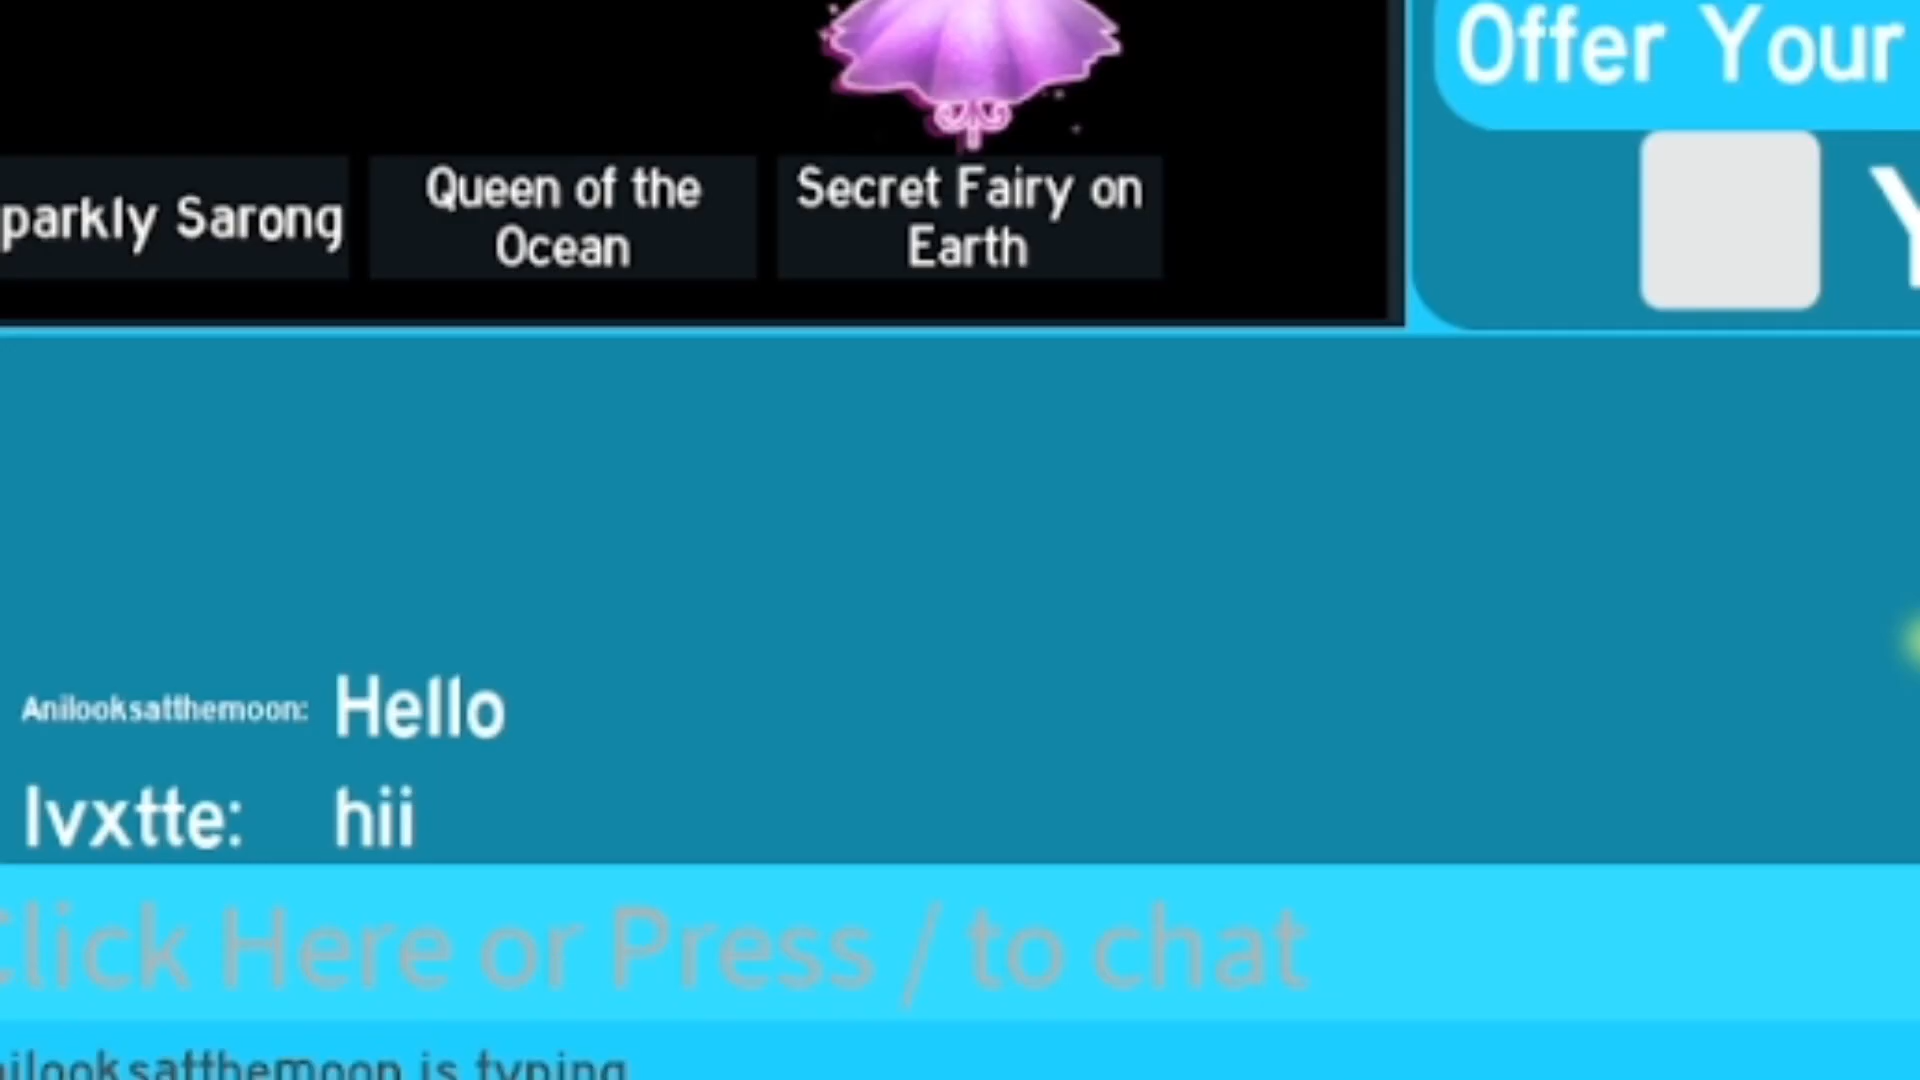 Offer Your
parkly Sarong
Queen of the
Ocean
Secret Fairy on
Earth
Y
Anilooksatthemoon: Hello
lvxtte: hii
Click Here or Press / to chat
nilooksatthemoon is typing